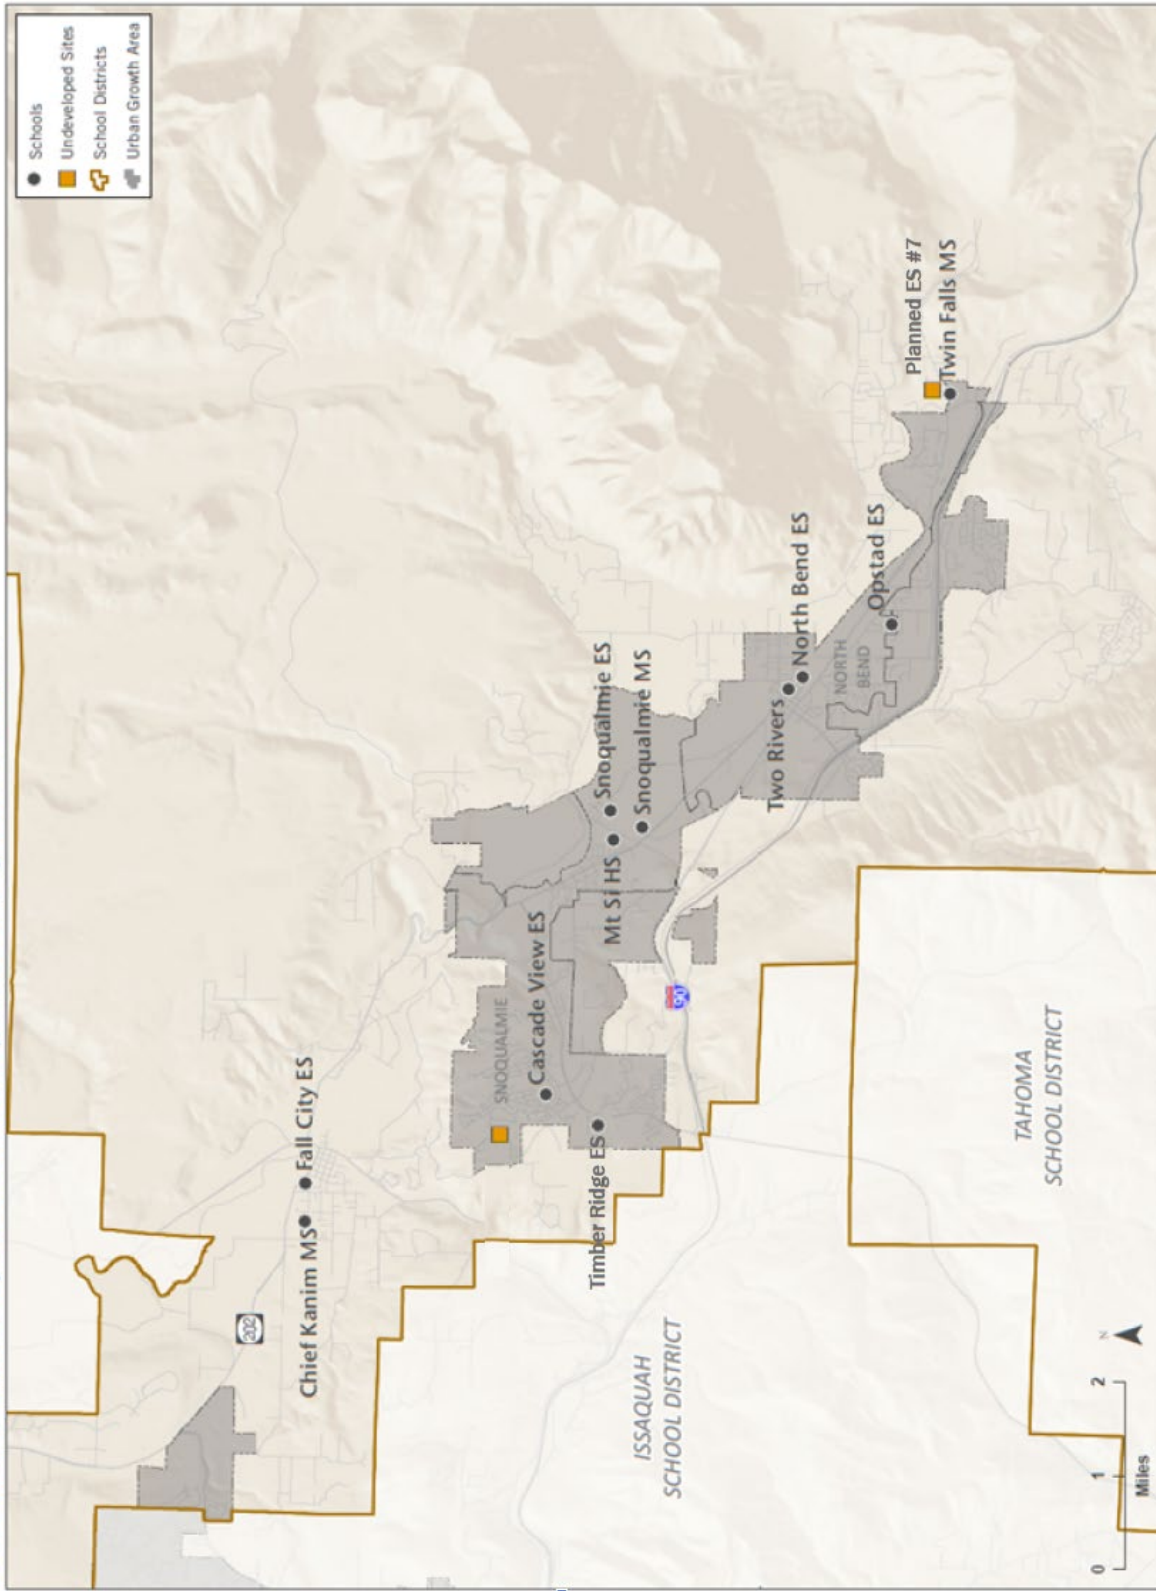 Schools
Undeveloped Sites
School Districts
Urban Growth Area
202
Chief Kanim MS
Fall City ES
SNOQUALMIE
Cascade View ES
Timber Ridge ES
Mt Si HS
Snoqualmie ES
Snoqualmie MS
90
Two Rivers
North Bend ES
NORTH
BEND
Opstad ES
Planned ES #7
Twin Falls MS
ISSAQUAH
SCHOOL DISTRICT
TAHOMA
SCHOOL DISTRICT
0 1 2
Miles
N